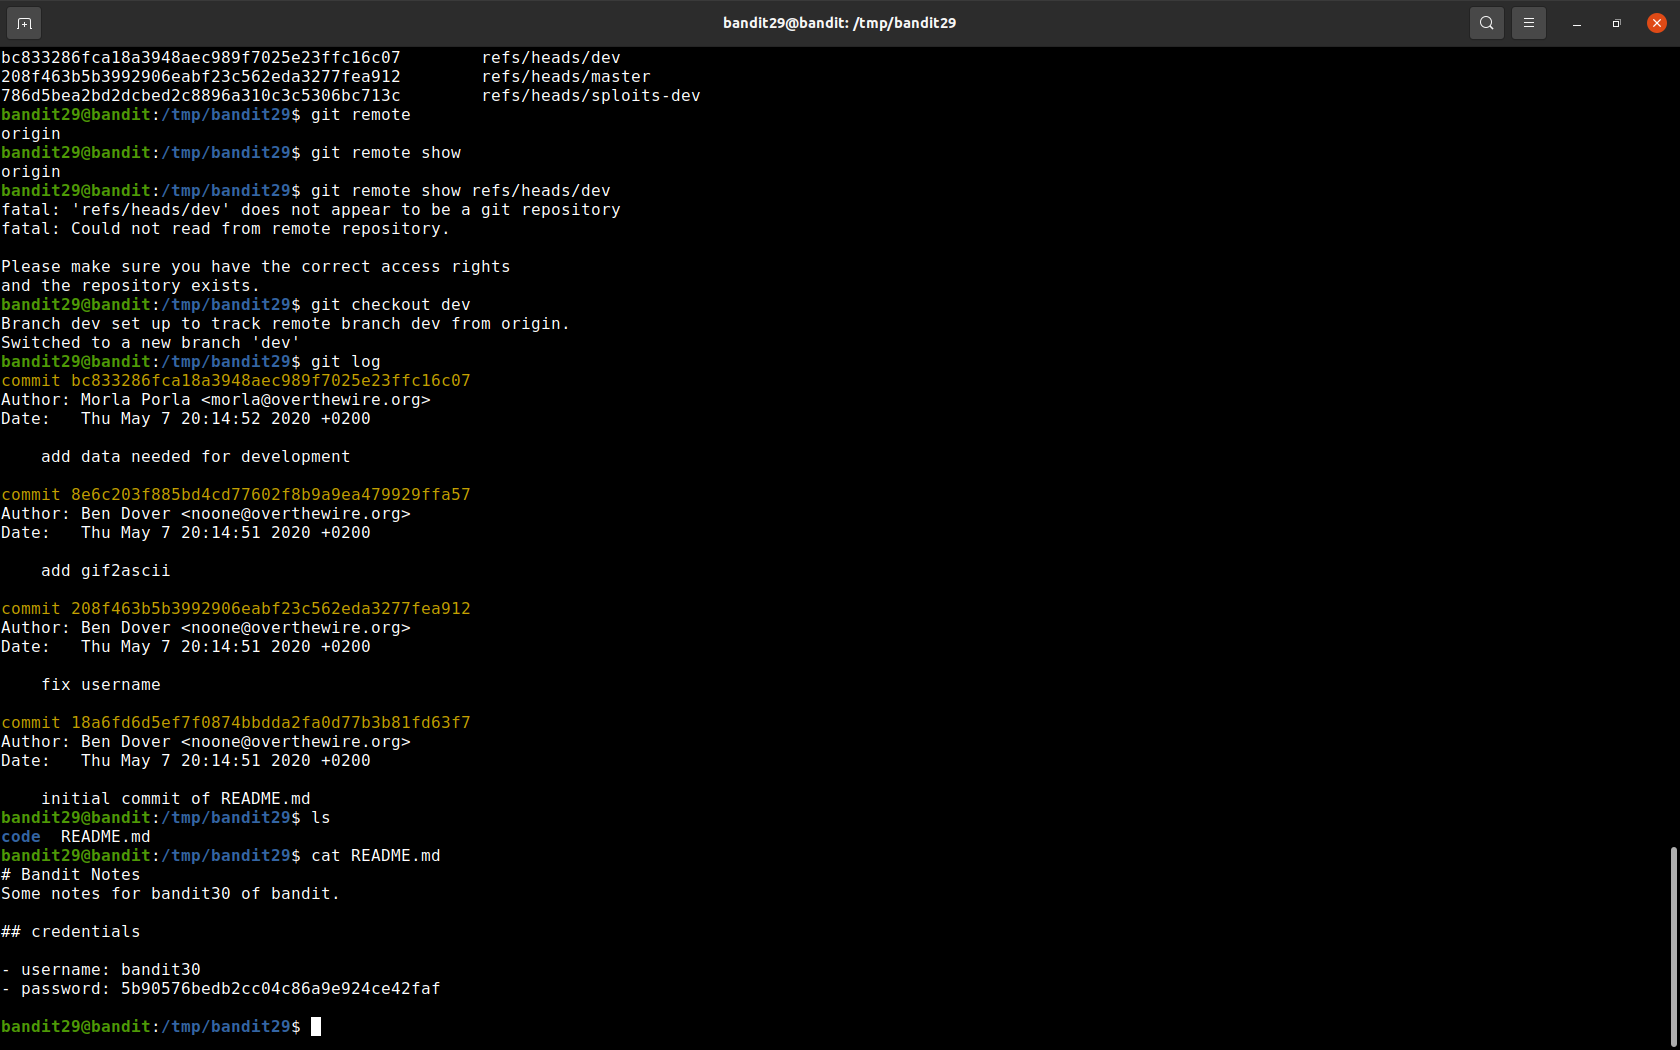 bandit29@bandit: /tmp/bandit29
bc833286fca18a3948aec989f7025e23ffc16c07        refs/heads/dev
208f463b5b3992906eabf23c562eda3277fea912        refs/heads/master
786d5bea2bd2dcbed2c8896a310c3c5306bc713c        refs/heads/sploits-dev
bandit29@bandit:/tmp/bandit29$ git remote
origin
bandit29@bandit:/tmp/bandit29$ git remote show
origin
bandit29@bandit:/tmp/bandit29$ git remote show refs/heads/dev
fatal: 'refs/heads/dev' does not appear to be a git repository
fatal: Could not read from remote repository.

Please make sure you have the correct access rights
and the repository exists.
bandit29@bandit:/tmp/bandit29$ git checkout dev
Branch dev set up to track remote branch dev from origin.
Switched to a new branch 'dev'
bandit29@bandit:/tmp/bandit29$ git log
commit bc833286fca18a3948aec989f7025e23ffc16c07
Author: Morla Porla <morla@overthewire.org>
Date:   Thu May 7 20:14:52 2020 +0200

    add data needed for development

commit 8e6c203f885bd4cd77602f8b9a9ea479929ffa57
Author: Ben Dover <noone@overthewire.org>
Date:   Thu May 7 20:14:51 2020 +0200

    add gif2ascii

commit 208f463b5b3992906eabf23c562eda3277fea912
Author: Ben Dover <noone@overthewire.org>
Date:   Thu May 7 20:14:51 2020 +0200

    fix username

commit 18a6fd6d5ef7f0874bbdda2fa0d77b3b81fd63f7
Author: Ben Dover <noone@overthewire.org>
Date:   Thu May 7 20:14:51 2020 +0200

    initial commit of README.md
bandit29@bandit:/tmp/bandit29$ ls
code  README.md
bandit29@bandit:/tmp/bandit29$ cat README.md
# Bandit Notes
Some notes for bandit30 of bandit.

## credentials

- username: bandit30
- password: 5b90576bedb2cc04c86a9e924ce42faf

bandit29@bandit:/tmp/bandit29$